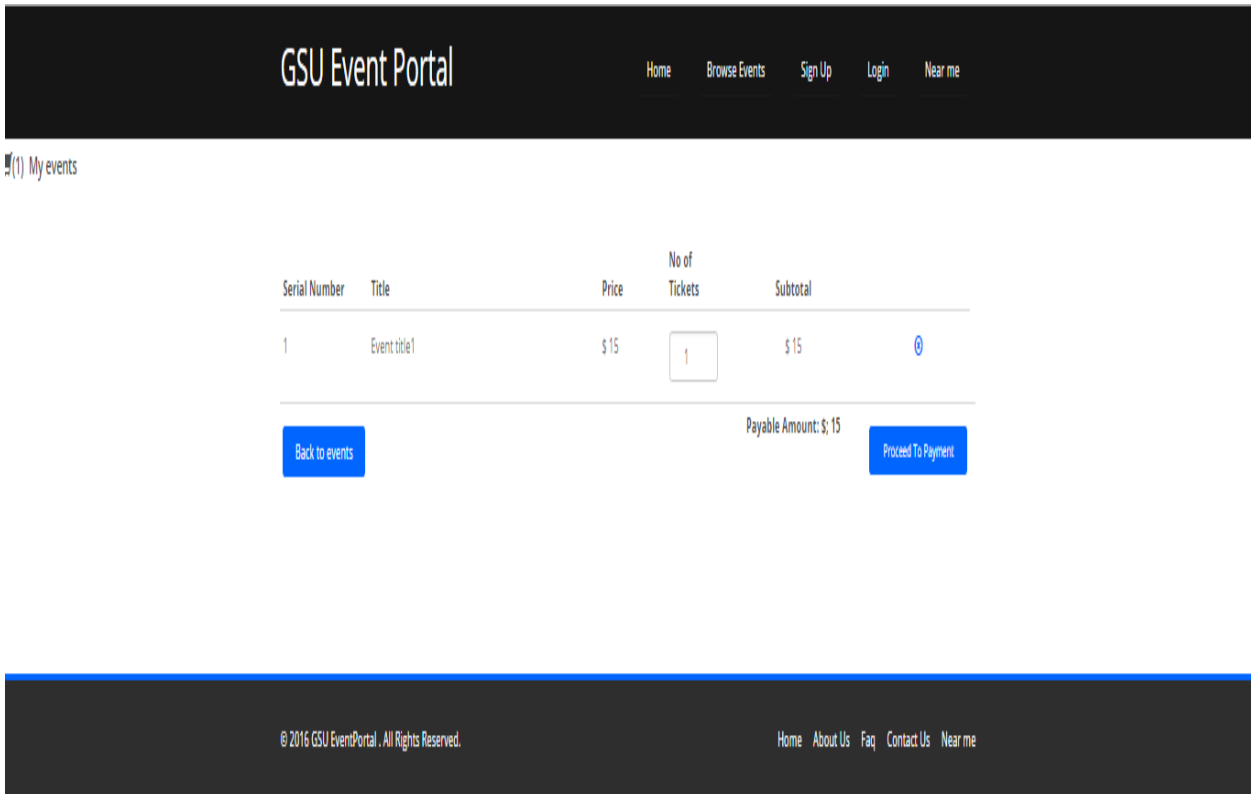 GSU Event Portal
Home Browse Events Sign Up Login Near me
(1) My events
No of
Serial Number Title Price Tickets Subtotal
1 Event title1 $ 15 1 $ 15
Payable Amount: $; 15
Back to events Proceed To Payment
© 2016 GSU EventPortal . All Rights Reserved. Home About Us Faq Contact Us Near me